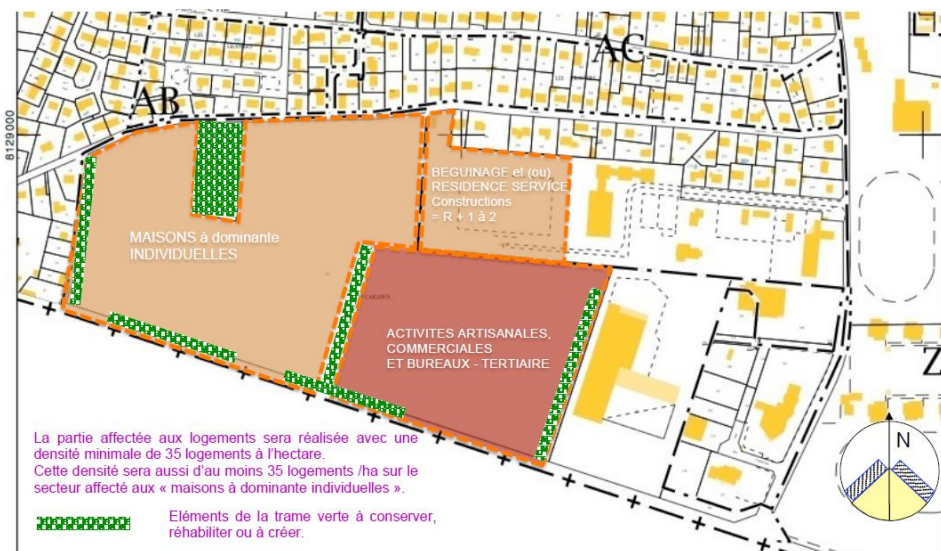 AC
AB
8129000
BEGUINAGE et (ou)
RESIDENCE SERVICE
Constructions
= R + 1 à 2
MAISONS à dominante
INDIVIDUELLES
ACTIVITES ARTISANALES,
COMMERCIALES
ET BUREAUX - TERTIAIRE
Z
N
La partie affectée aux logements sera réalisée avec une
densité minimale de 35 logements à l'hectare.
Cette densité sera aussi d'au moins 35 logements /ha sur le
secteur affecté aux « maisons à dominante individuelles ».
Eléments de la trame verte à conserver,
réhabiliter ou à créer.